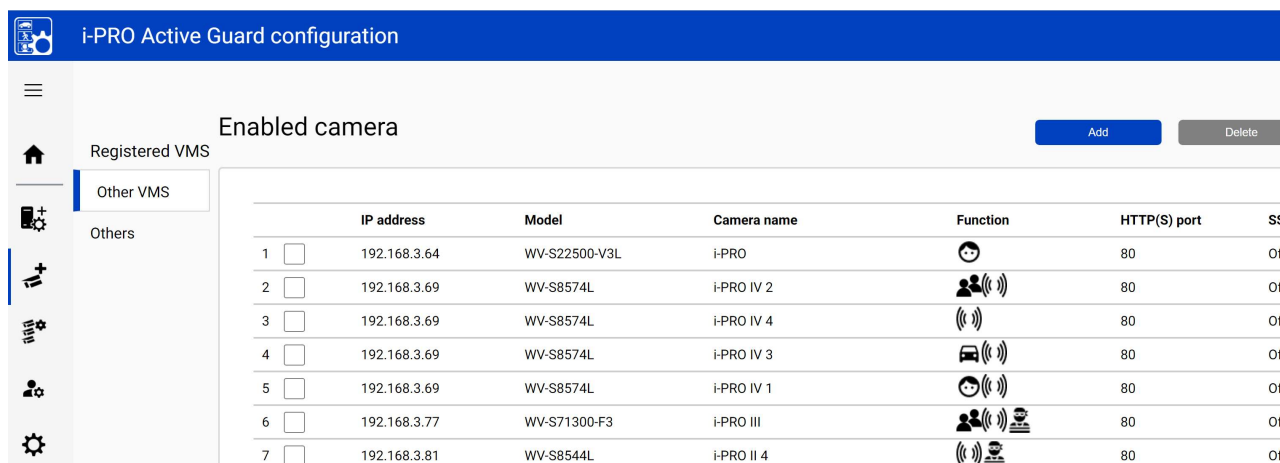 i-PRO Active Guard configuration
Enabled camera
Add
Delete
Registered VMS
Other VMS
Others
IP address Model Camera name Function HTTP(S) port
1 192.168.3.64 WV-S22500-V3L i-PRO 80
2 192.168.3.69 WV-S8574L i-PRO IV 2 80
3 192.168.3.69 WV-S8574L i-PRO IV 4 80
4 192.168.3.69 WV-S8574L i-PRO IV 3 80
5 192.168.3.69 WV-S8574L i-PRO IV 1 80
6 192.168.3.77 WV-S71300-F3 i-PRO III 80
7 192.168.3.81 WV-S8544L i-PRO II 4 80